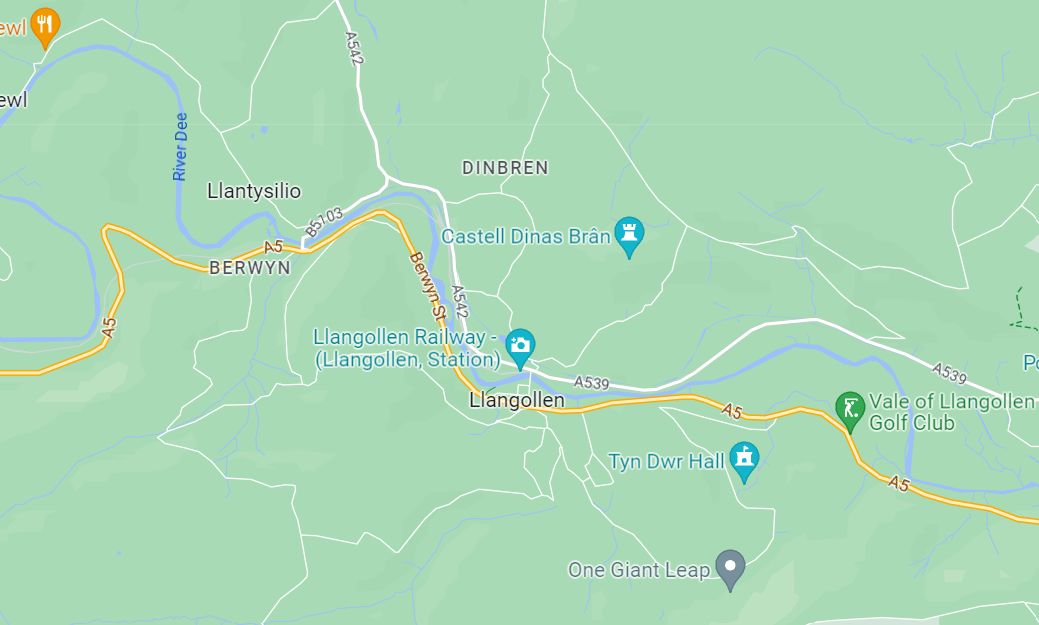 ewl
A542
ewl
River Dee
DINBREN
Llantysilio
B5103
Castell Dinas Brân
A5
BERWYN
Berwyn St
A542
A5
Llangollen Railway -
(Llangollen, Station)
Po
A539
A539
Llangollen
A5
Vale of Llangollen
Golf Club
Tyn Dwr Hall
A5
One Giant Leap